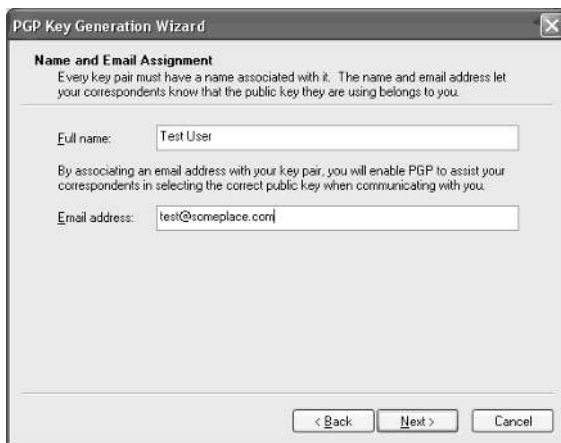 PGP Key Generation Wizard
Name and Email Assignment
Every key pair must have a name associated with it. The name and email address let
your correspondents know that the public key they are using belongs to you.
Full name: Test User
By associating an email address with your key pair, you will enable PGP to assist your
correspondents in selecting the correct public key when communicating with you.
Email address: test@someplace.com
< Back Next > Cancel